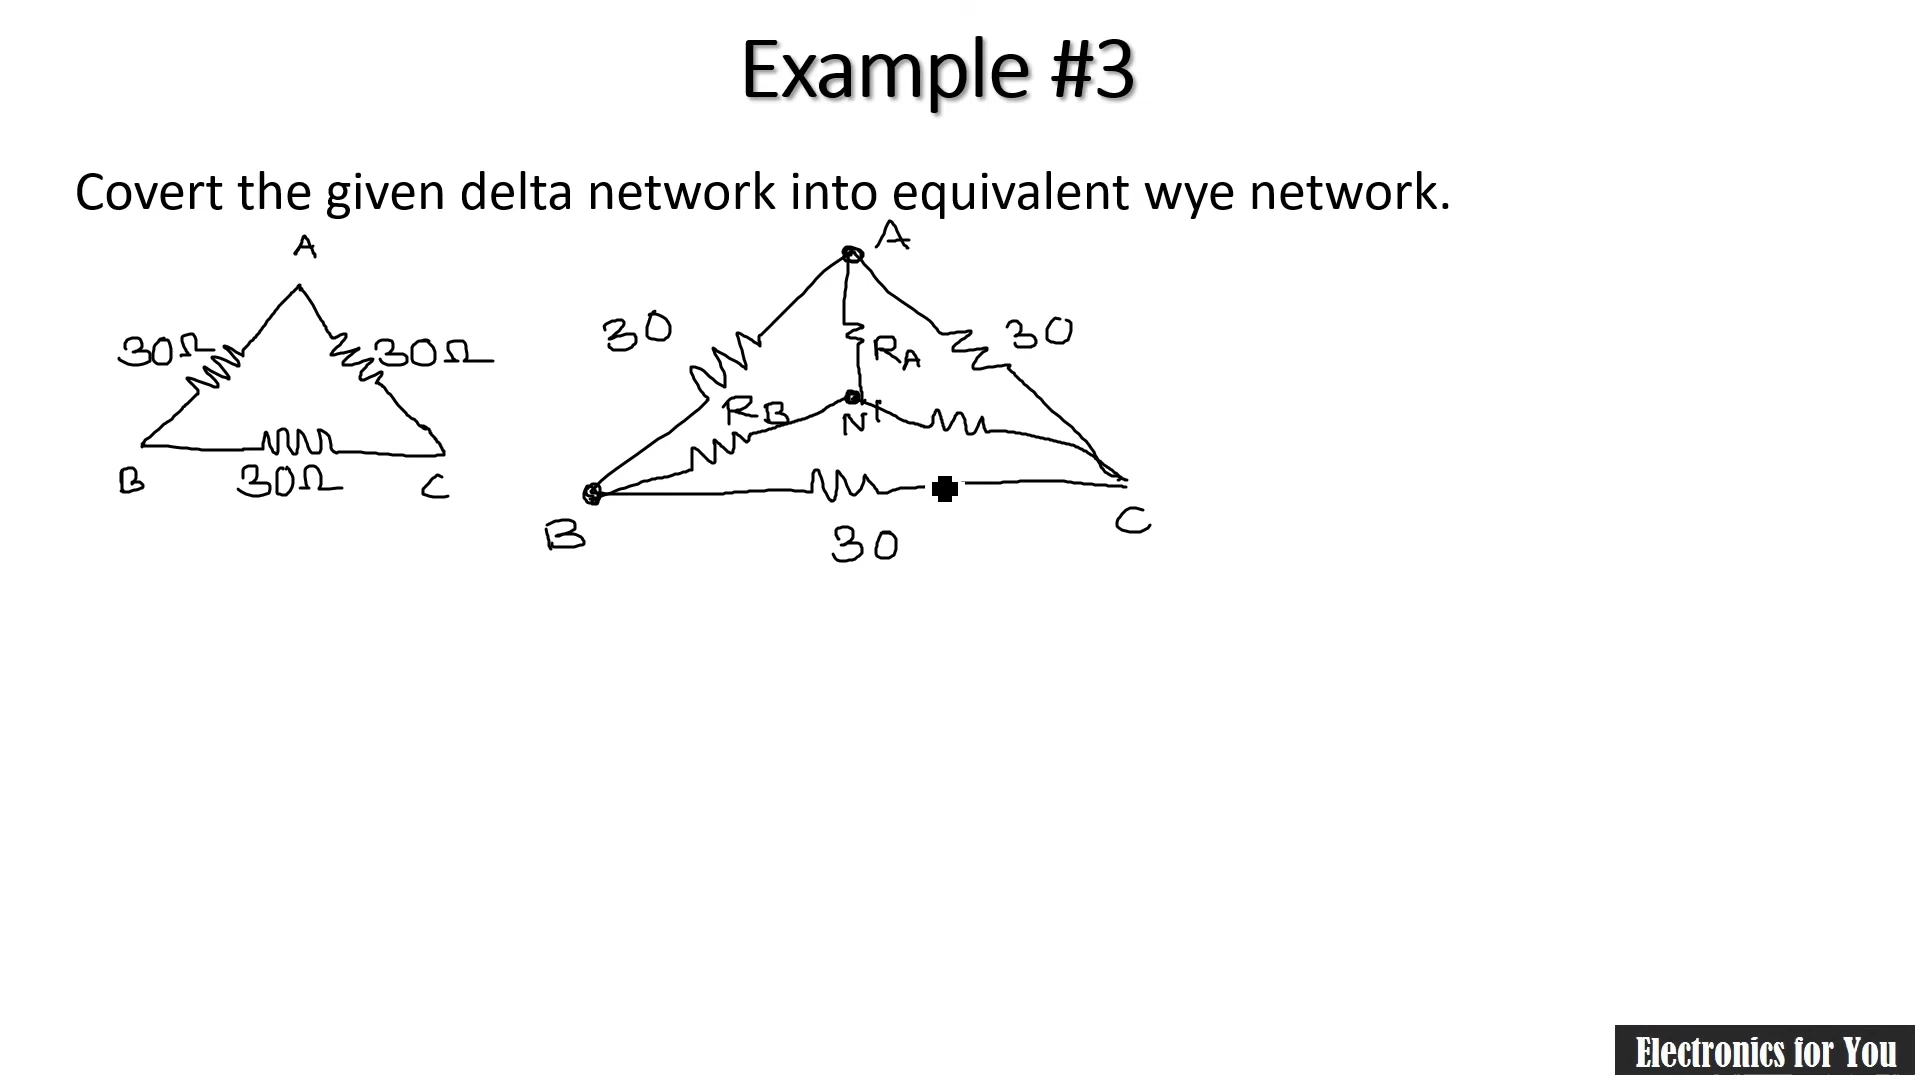 Example #3
Covert the given delta network into equivalent wye network.
A
30Ω
30Ω
B
30Ω
C
A
30
30
RA
RB
N
B
30
C
Electronics for You